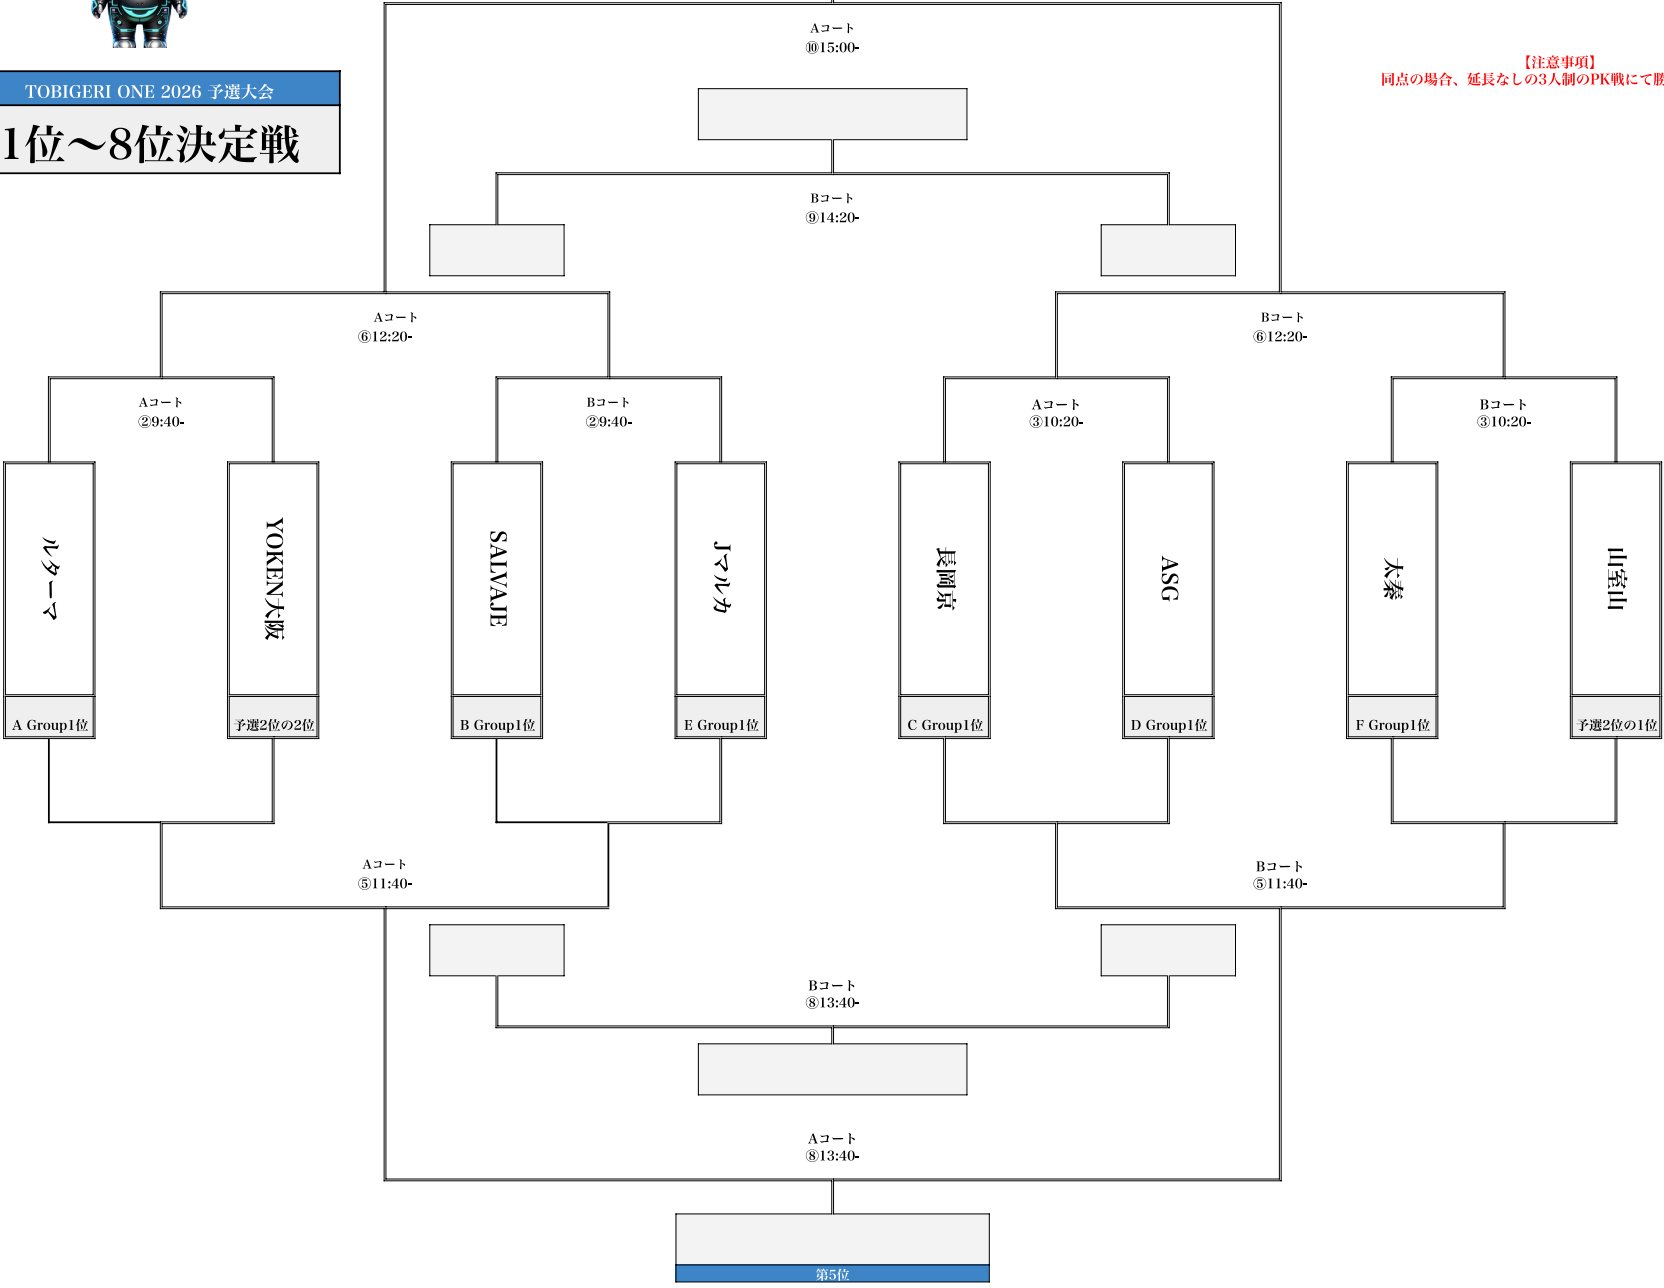 Aコート
⑩15:00-
【注意事項】
同点の場合、延長なしの3人制のPK戦にて勝
TOBIGERI ONE 2026 予選大会
1位〜8位決定戦
Bコート
⑨14:20-
Aコート
⑥12:20-
Bコート
⑥12:20-
Aコート
②9:40-
Bコート
②9:40-
Aコート
③10:20-
Bコート
③10:20-
ルターマ
YOKEN大阪
SALVAJE
Jマルカ
長岡京
ASG
太秦
山室山
A Group1位
予選2位の2位
B Group1位
E Group1位
C Group1位
D Group1位
F Group1位
予選2位の1位
Aコート
⑤11:40-
Bコート
⑤11:40-
Bコート
⑧13:40-
Aコート
⑧13:40-
第5位